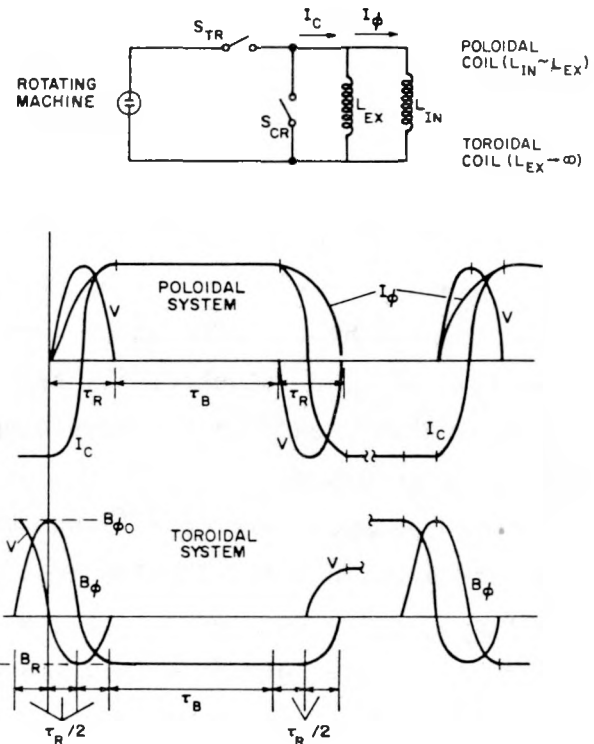 S_TR
I_C
I_ϕ
POLOIDAL
COIL (L_IN ~ L_EX)
ROTATING
MACHINE
S_CR
L_EX
L_IN
TOROIDAL
COIL (L_EX → ∞)
POLOIDAL
SYSTEM
V
I_ϕ
V
τ_R
τ_B
τ_R
I_C
V
I_C
B_ϕ0
TOROIDAL
SYSTEM
V
B_ϕ
V
B_ϕ
B_R
τ_B
τ_R/2
τ_R/2